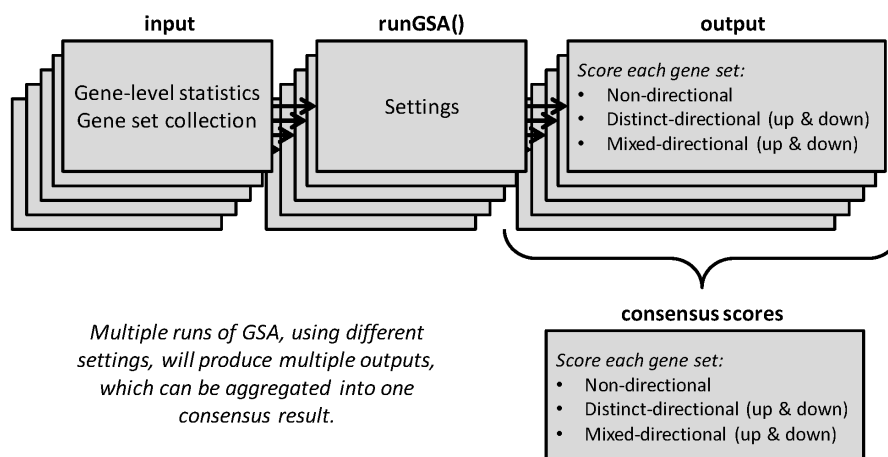 input
runGSA()
output
Gene-level statistics
Gene set collection
Settings
Score each gene set:
• Non-directional
• Distinct-directional (up & down)
• Mixed-directional (up & down)
Multiple runs of GSA, using different
settings, will produce multiple outputs,
which can be aggregated into one
consensus result.
consensus scores
Score each gene set:
• Non-directional
• Distinct-directional (up & down)
• Mixed-directional (up & down)